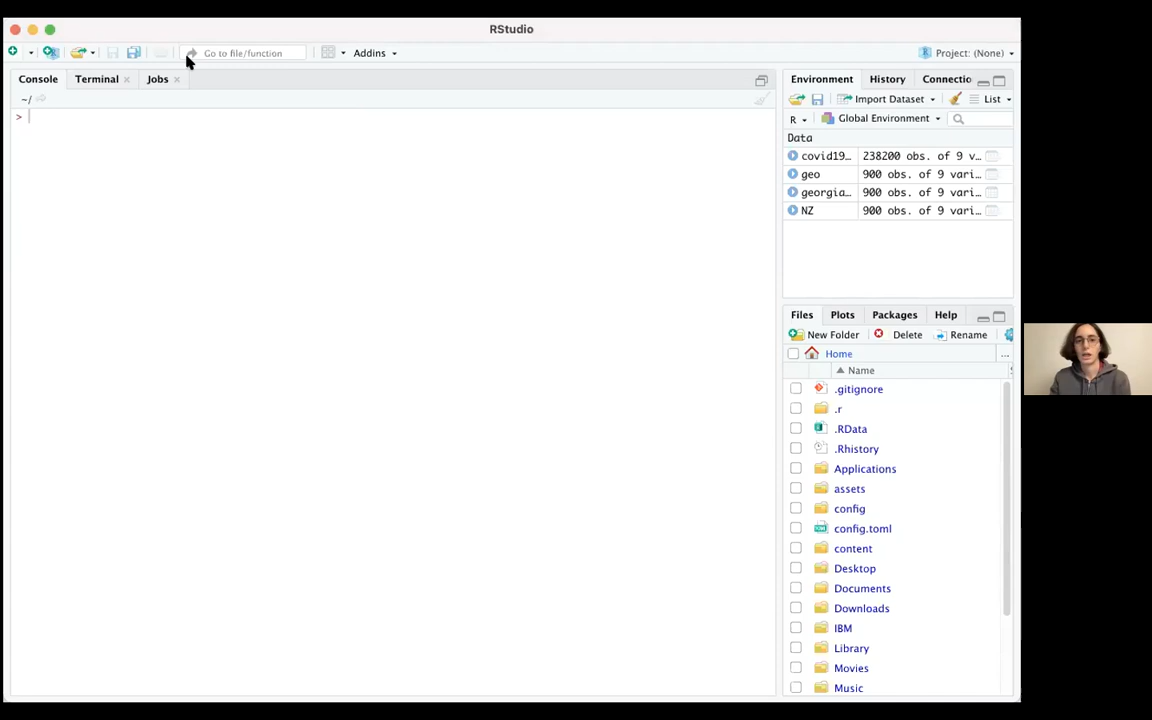 RStudio
Go to file/function
Addins
Project: (None)
Console
Terminal
Jobs
~/
>
Environment
History
Connectio
Import Dataset
List
R
Global Environment
Data
covid19… 238200 obs. of 9 v…
geo 900 obs. of 9 vari…
georgia… 900 obs. of 9 vari…
NZ 900 obs. of 9 vari…
Files
Plots
Packages
Help
New Folder
Delete
Rename
Home
...
Name
.gitignore
.r
.RData
.Rhistory
Applications
assets
config
config.toml
content
Desktop
Documents
Downloads
IBM
Library
Movies
Music